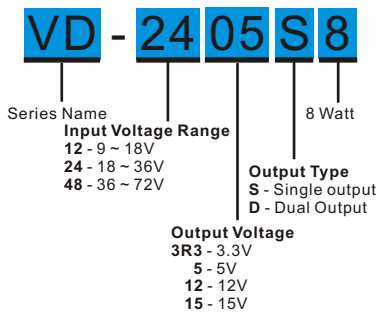 VD - 24 05 S 8
Series Name
8 Watt
Input Voltage Range
12 - 9 ~ 18V
24 - 18 ~ 36V
48 - 36 ~ 72V
Output Type
S - Single output
D - Dual Output
Output Voltage
3R3 - 3.3V
5 - 5V
12 - 12V
15 - 15V